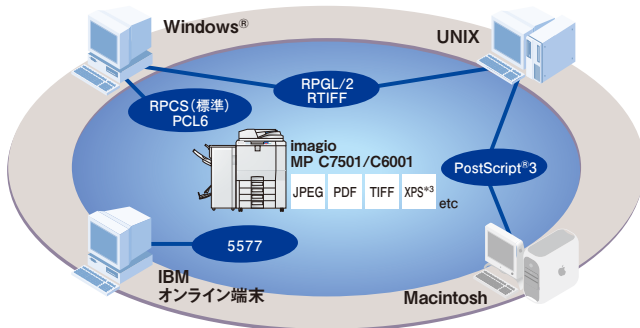 Windows®
UNIX
RPGL/2
RTIFF
RPCS(標準)
PCL6
imagio
MP C7501/C6001
JPEG PDF TIFF XPS*3 etc
PostScript®3
5577
IBM
オンライン端末
Macintosh